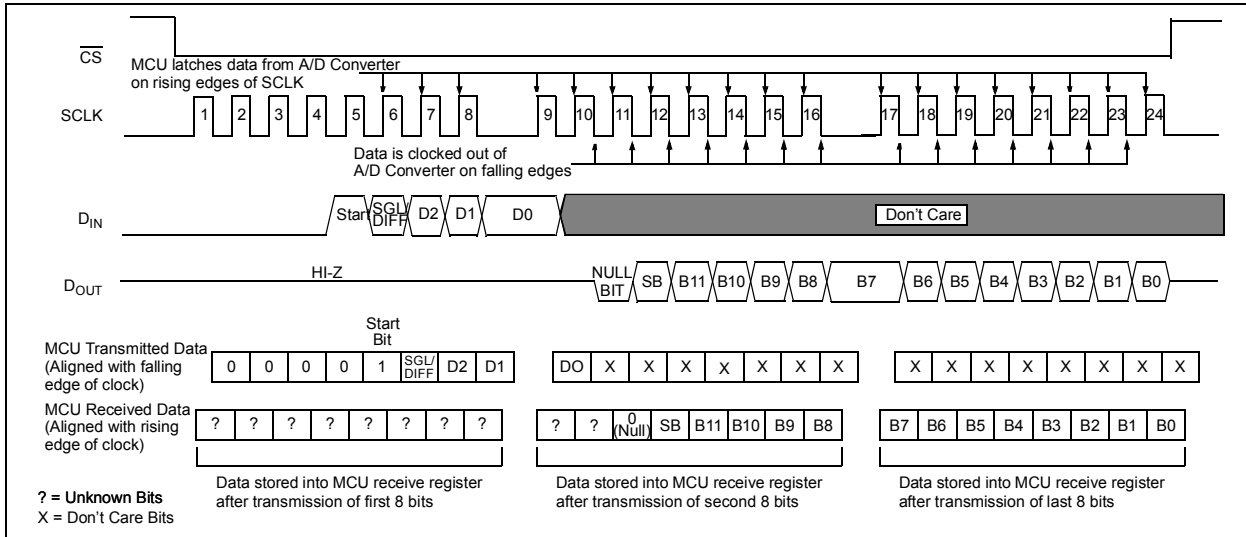 CS
MCU latches data from A/D Converter
on rising edges of SCLK
SCLK
1 2 3 4 5 6 7 8 9 10 11 12 13 14 15 16 17 18 19 20 21 22 23 24
Data is clocked out of
A/D Converter on falling edges
DIN
Start SGL/
DIFF D2 D1 D0 Don't Care
HI-Z
DOUT
NULL
BIT SB B11 B10 B9 B8 B7 B6 B5 B4 B3 B2 B1 B0
Start
Bit
MCU Transmitted Data
(Aligned with falling
edge of clock)
0 0 0 0 1 SGL/
DIFF D2 D1 DO X X X X X X X X X X X X X X X
MCU Received Data
(Aligned with rising
edge of clock)
? ? ? ? ? ? ? ? ? ? 0
(Null) SB B11 B10 B9 B8 B7 B6 B5 B4 B3 B2 B1 B0
Data stored into MCU receive register
after transmission of first 8 bits
Data stored into MCU receive register
after transmission of second 8 bits
Data stored into MCU receive register
after transmission of last 8 bits
? = Unknown Bits
X = Don't Care Bits